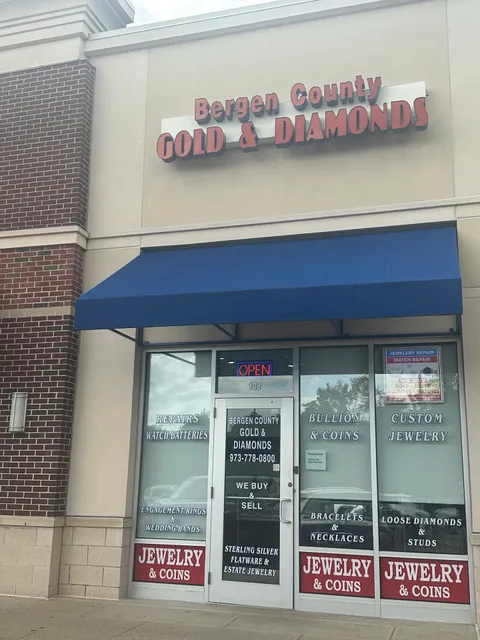 Bergen County
GOLD & DIAMONDS
OPEN
108
JEWELRY REPAIR
WATCH REPAIR
REPAIRS
WATCH BATTERIES
ENGAGEMENT RINGS
&
WEDDING BANDS
JEWELRY
& COINS
BERGEN COUNTY
GOLD &
DIAMONDS
973-778-0800
WE BUY
&
SELL
STERLING SILVER
FLATWARE &
ESTATE JEWELRY
BULLION
& COINS
BRACELETS
&
NECKLACES
JEWELRY
& COINS
CUSTOM
JEWELRY
LOOSE DIAMONDS
&
STUDS
JEWELRY
& COINS